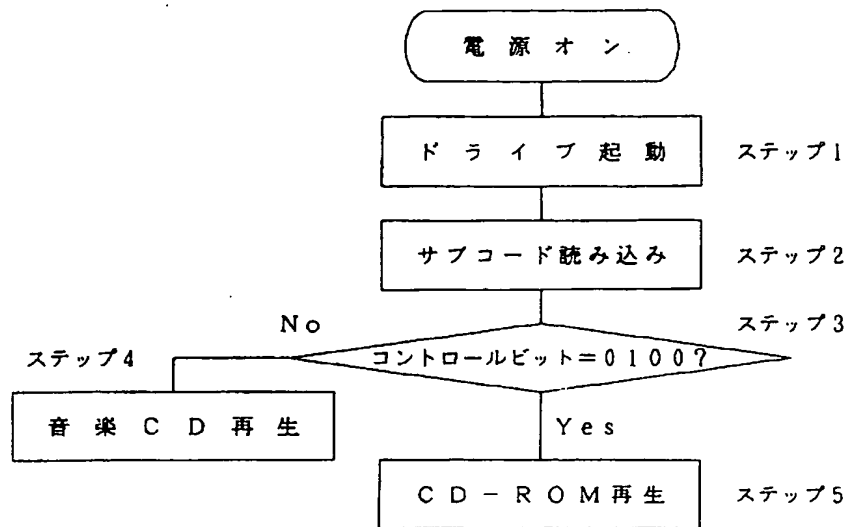 電源オン
ドライブ起動 ステップ1
サブコード読み込み ステップ2
No ステップ3
ステップ4 コントロールビット=0100?
音楽CD再生 Yes
CD-ROM再生 ステップ5